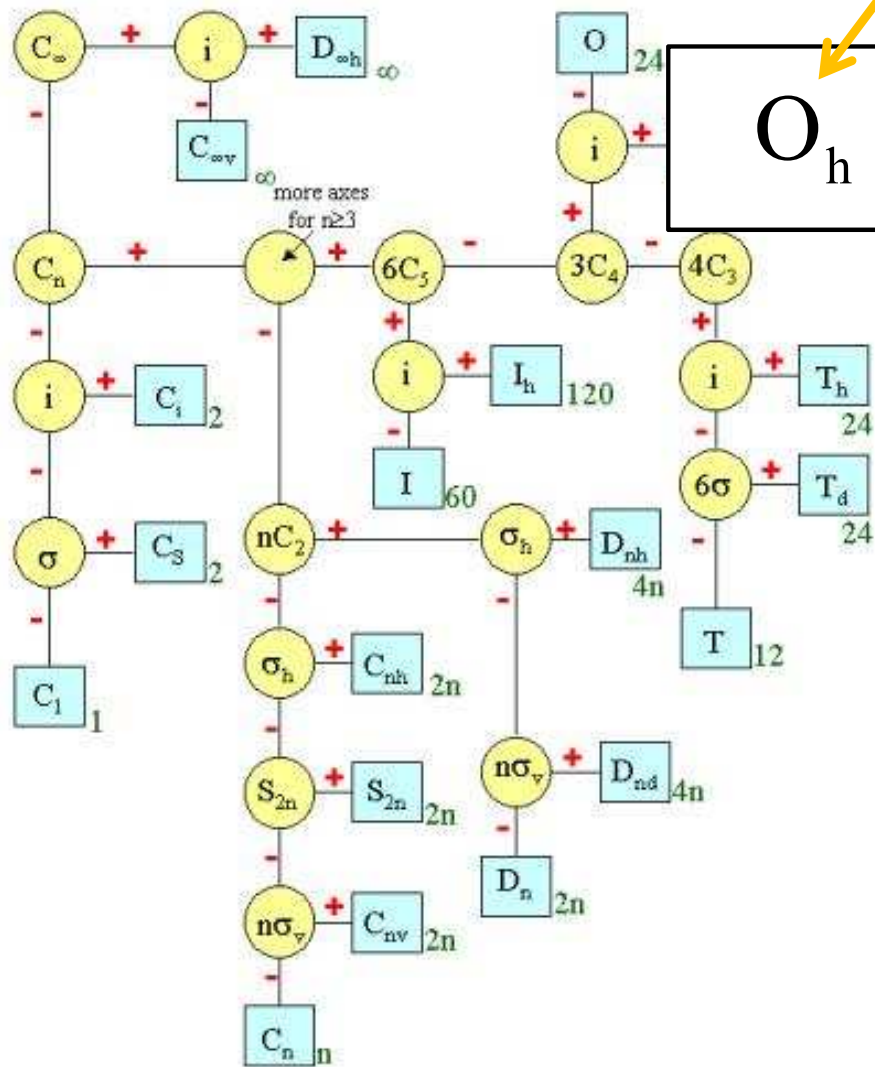 C∞ + i + D∞h ∞
O 24
- - -
C∞v ∞
i +
Oh
more axes
for n≥3
+
Cn + + 6C5 - 3C4 - 4C3
- - + +
i + Ci 2
i + Ih 120
i + Th 24
- - -
I 60
6σ + Td 24
σ + CS 2
nC2 + σh + Dnh 4n
- - - -
C1 1
σh + Cnh 2n
T 12
-
S2n + S2n 2n
nσv + Dnd 4n
- -
nσv + Cnv 2n
Dn 2n
-
Cn n